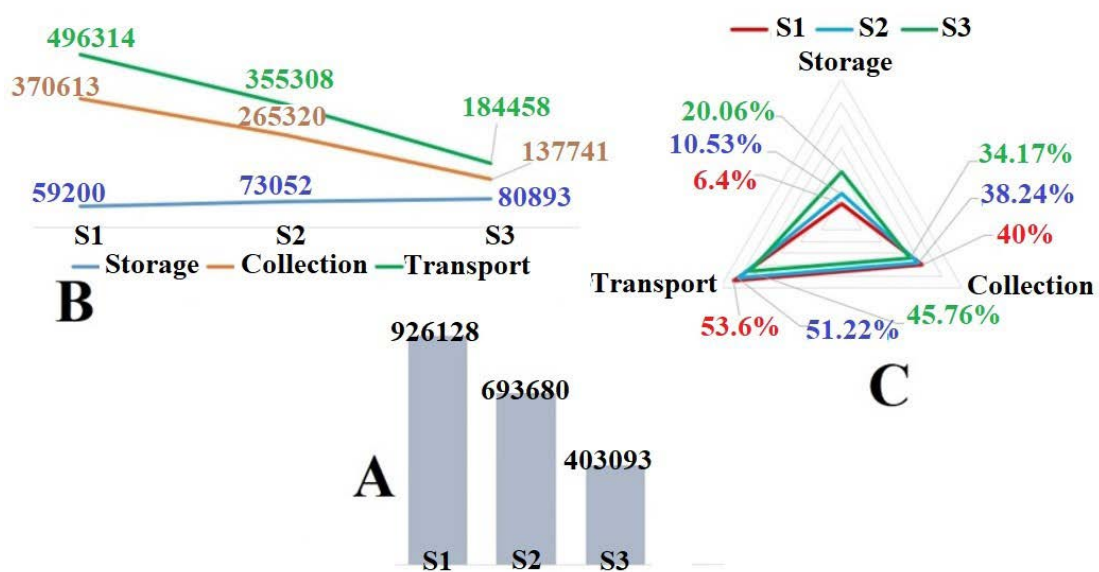 496314
370613
355308
265320
184458
137741
59200
73052
80893
S1 S2 S3
Storage Collection Transport
B
S1 S2 S3
Storage
20.06%
10.53%
6.4%
34.17%
38.24%
40%
Transport
Collection
53.6%
51.22%
45.76%
C
926128
693680
403093
A
S1 S2 S3